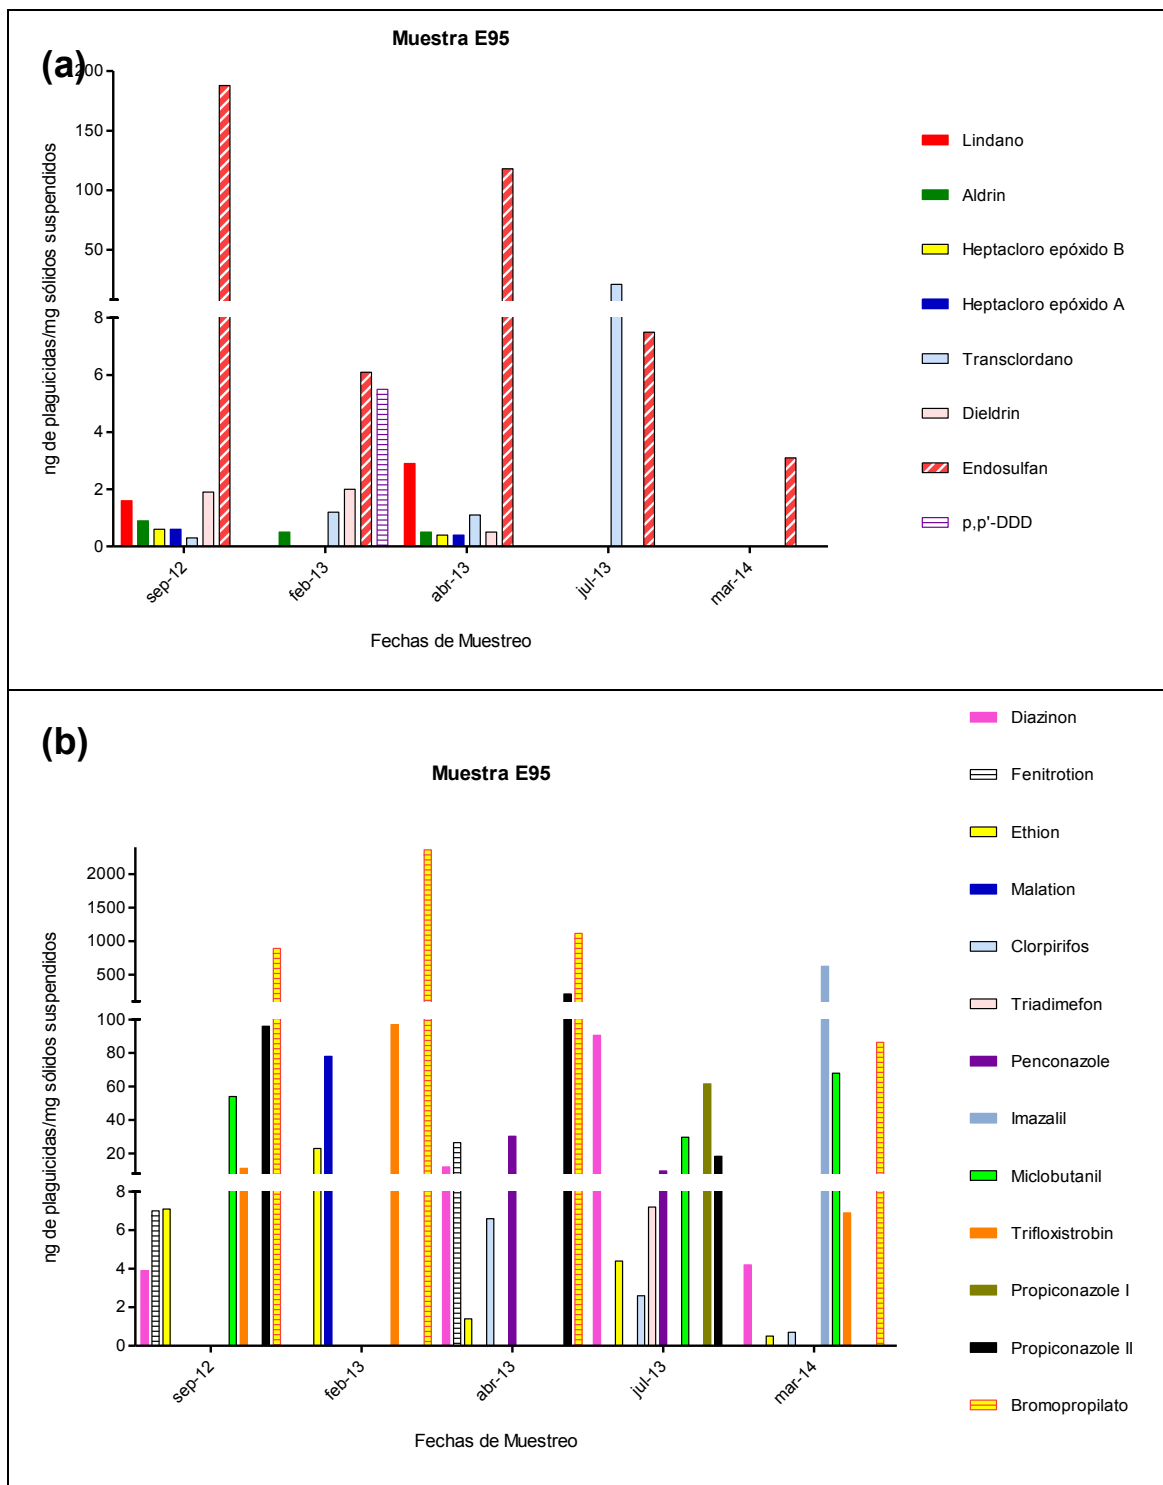 (a)
Muestra E95
ng de plaguicidas/mg sólidos suspendidos
200
150
100
50
8
6
4
2
0
sep-12
feb-13
abr-13
jul-13
mar-14
Fechas de Muestreo
Lindano
Aldrin
Heptacloro epóxido B
Heptacloro epóxido A
Transclordano
Dieldrin
Endosulfan
p,p'-DDD
(b)
Muestra E95
ng de plaguicidas/mg sólidos suspendidos
2000
1500
1000
500
100
80
60
40
20
8
6
4
2
0
sep-12
feb-13
abr-13
jul-13
mar-14
Fechas de Muestreo
Diazinon
Fenitrotion
Ethion
Malation
Clorpirifos
Triadimefon
Penconazole
Imazalil
Miclobutanil
Trifloxistrobin
Propiconazole I
Propiconazole II
Bromopropilato